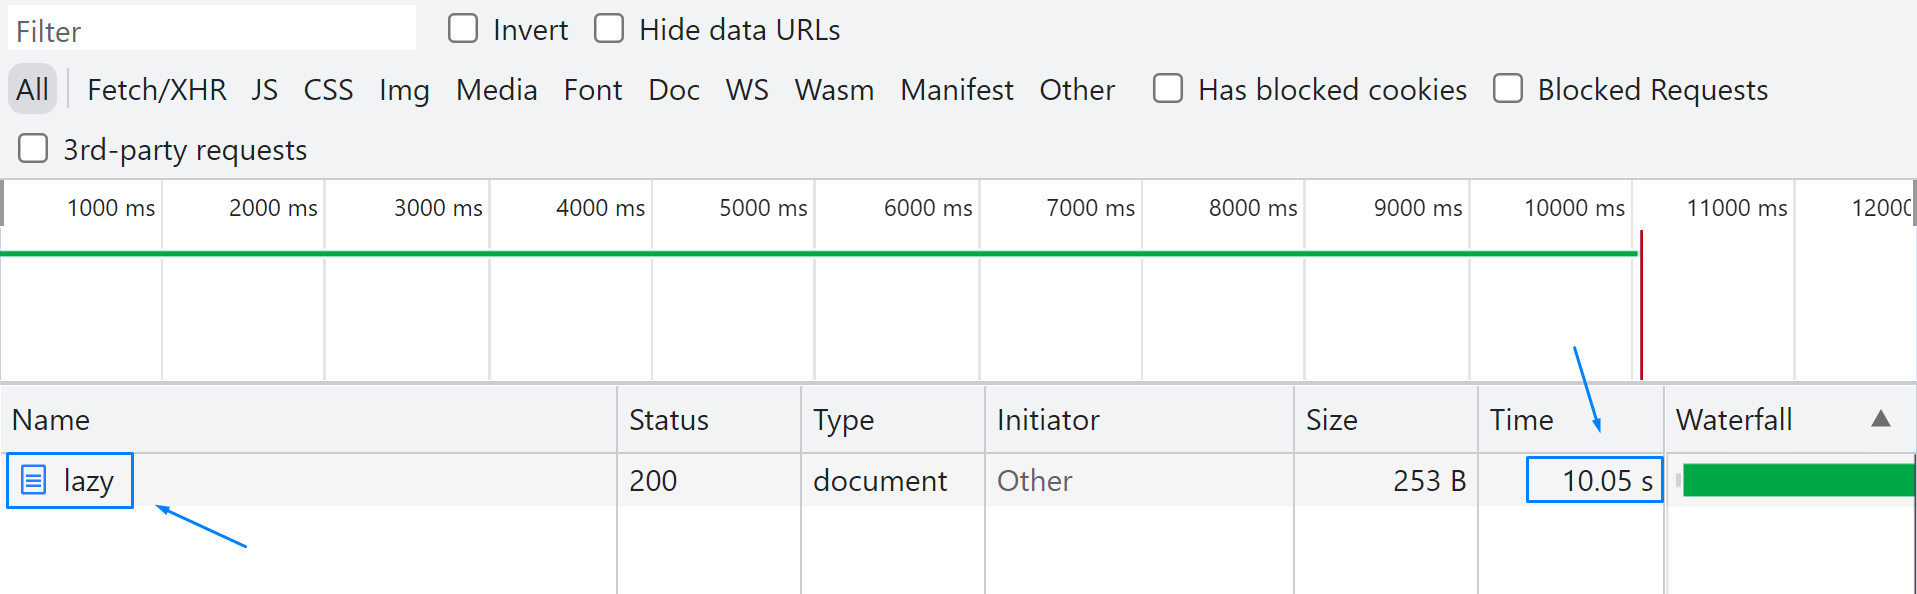 Filter Invert Hide data URLs
All Fetch/XHR JS CSS Img Media Font Doc WS Wasm Manifest Other Has blocked cookies Blocked Requests
3rd-party requests
1000 ms 2000 ms 3000 ms 4000 ms 5000 ms 6000 ms 7000 ms 8000 ms 9000 ms 10000 ms 11000 ms 12000
Name Status Type Initiator Size Time Waterfall
lazy 200 document Other 253 B 10.05 s